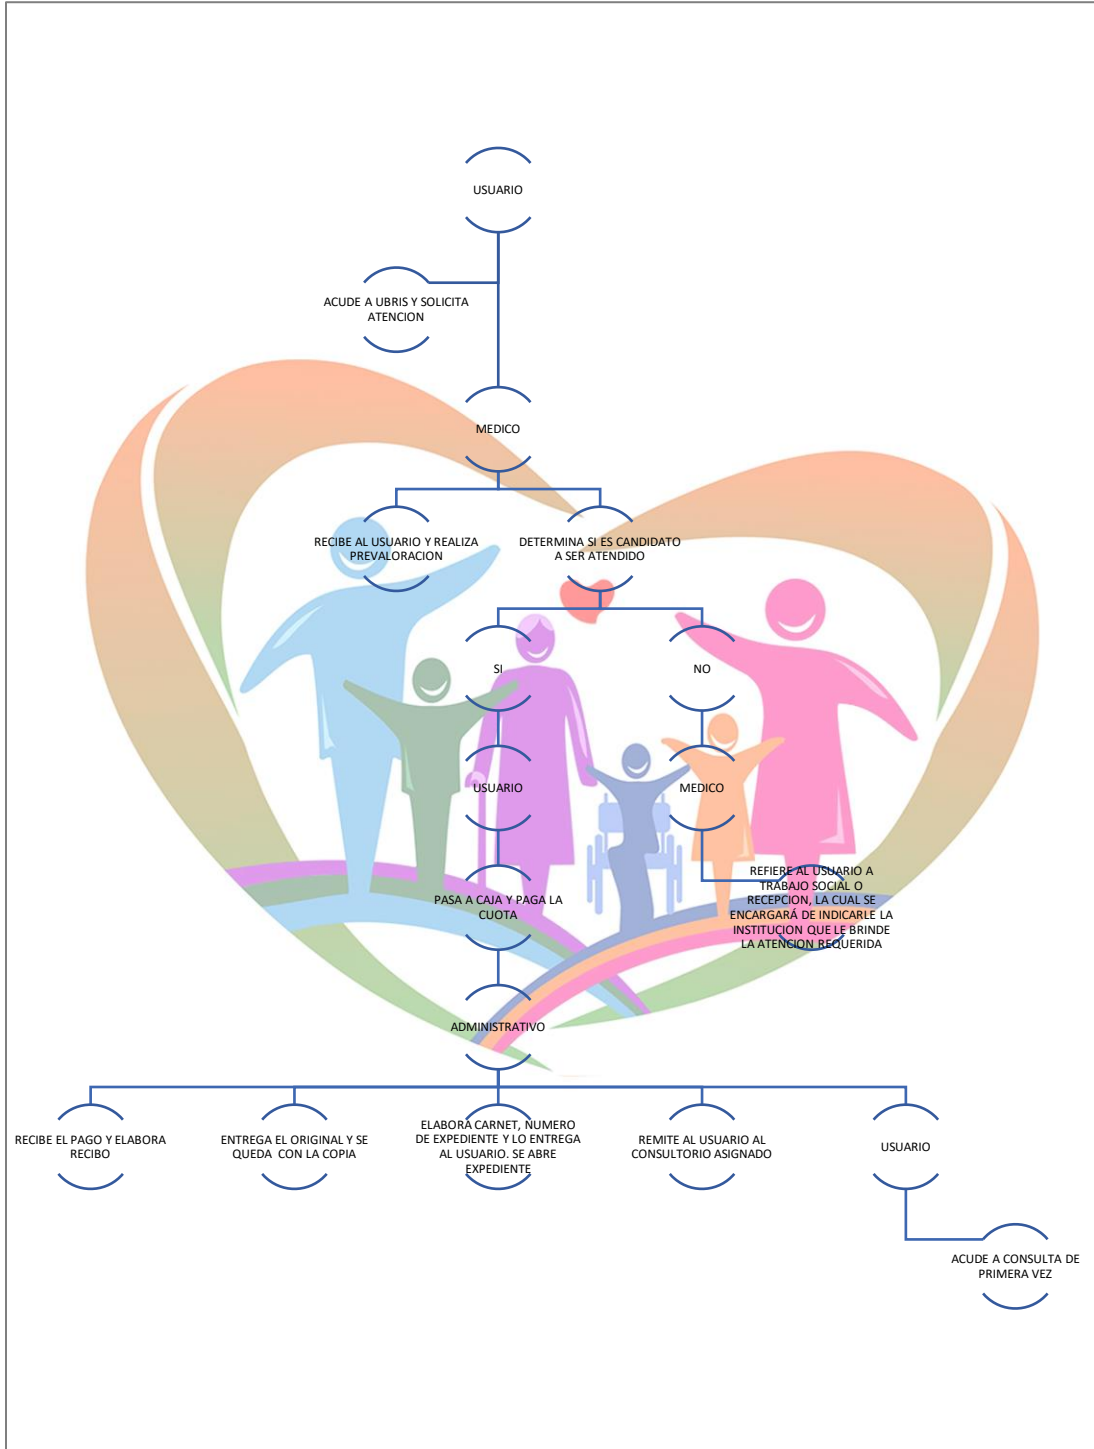 USUARIO
ACUDE A UBRIS Y SOLICITA
ATENCION
MEDICO
RECIBE AL USUARIO Y REALIZA
PREVALORACION
DETERMINA SI ES CANDIDATO
A SER ATENDIDO
SI
NO
USUARIO
MEDICO
PASA A CAJA Y PAGA LA
CUOTA
REFIERE AL USUARIO A
TRABAJO SOCIAL O
RECEPCION, LA CUAL SE
ENCARGARÁ DE INDICARLE LA
INSTITUCION QUE LE BRINDE
LA ATENCION REQUERIDA
ADMINISTRATIVO
RECIBE EL PAGO Y ELABORA
RECIBO
ENTREGA EL ORIGINAL Y SE
QUEDA CON LA COPIA
ELABORA CARNET, NUMERO
DE EXPEDIENTE Y LO ENTREGA
AL USUARIO. SE ABRE
EXPEDIENTE
REMITE AL USUARIO AL
CONSULTORIO ASIGNADO
USUARIO
ACUDE A CONSULTA DE
PRIMERA VEZ